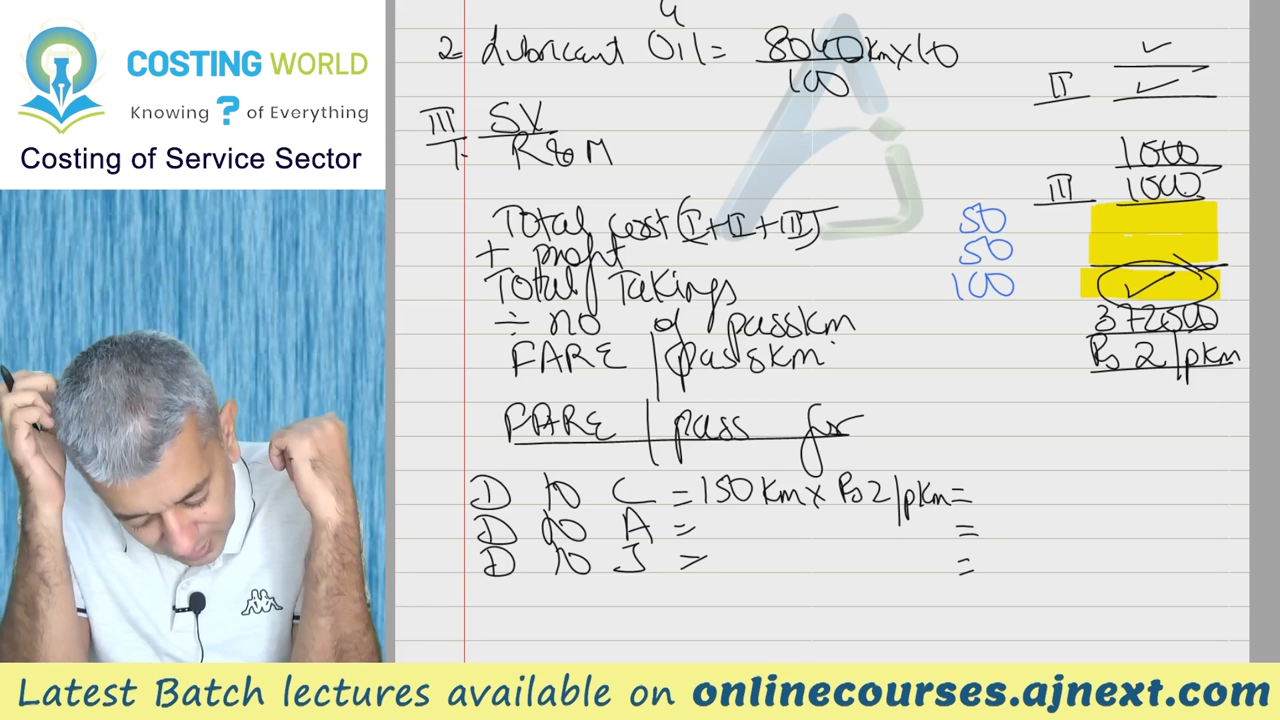 COSTING WORLD
Knowing ? of Everything
Costing of Service Sector
2- Lubricant Oil = 8040km×10 ✓
100
II ✓
III SV
1. R & M 1000
III 1000
Total cost (I+II+III) 50
+ profit 50
Total Takings 100 ✓
÷ no of passkm 372000
FARE / passkm. Rs 2/pkm
FARE / pass for
D to C = 150 km × Rs 2/pkm =
D to A = =
D to J = =
Latest Batch lectures available on onlinecourses.ajnext.com